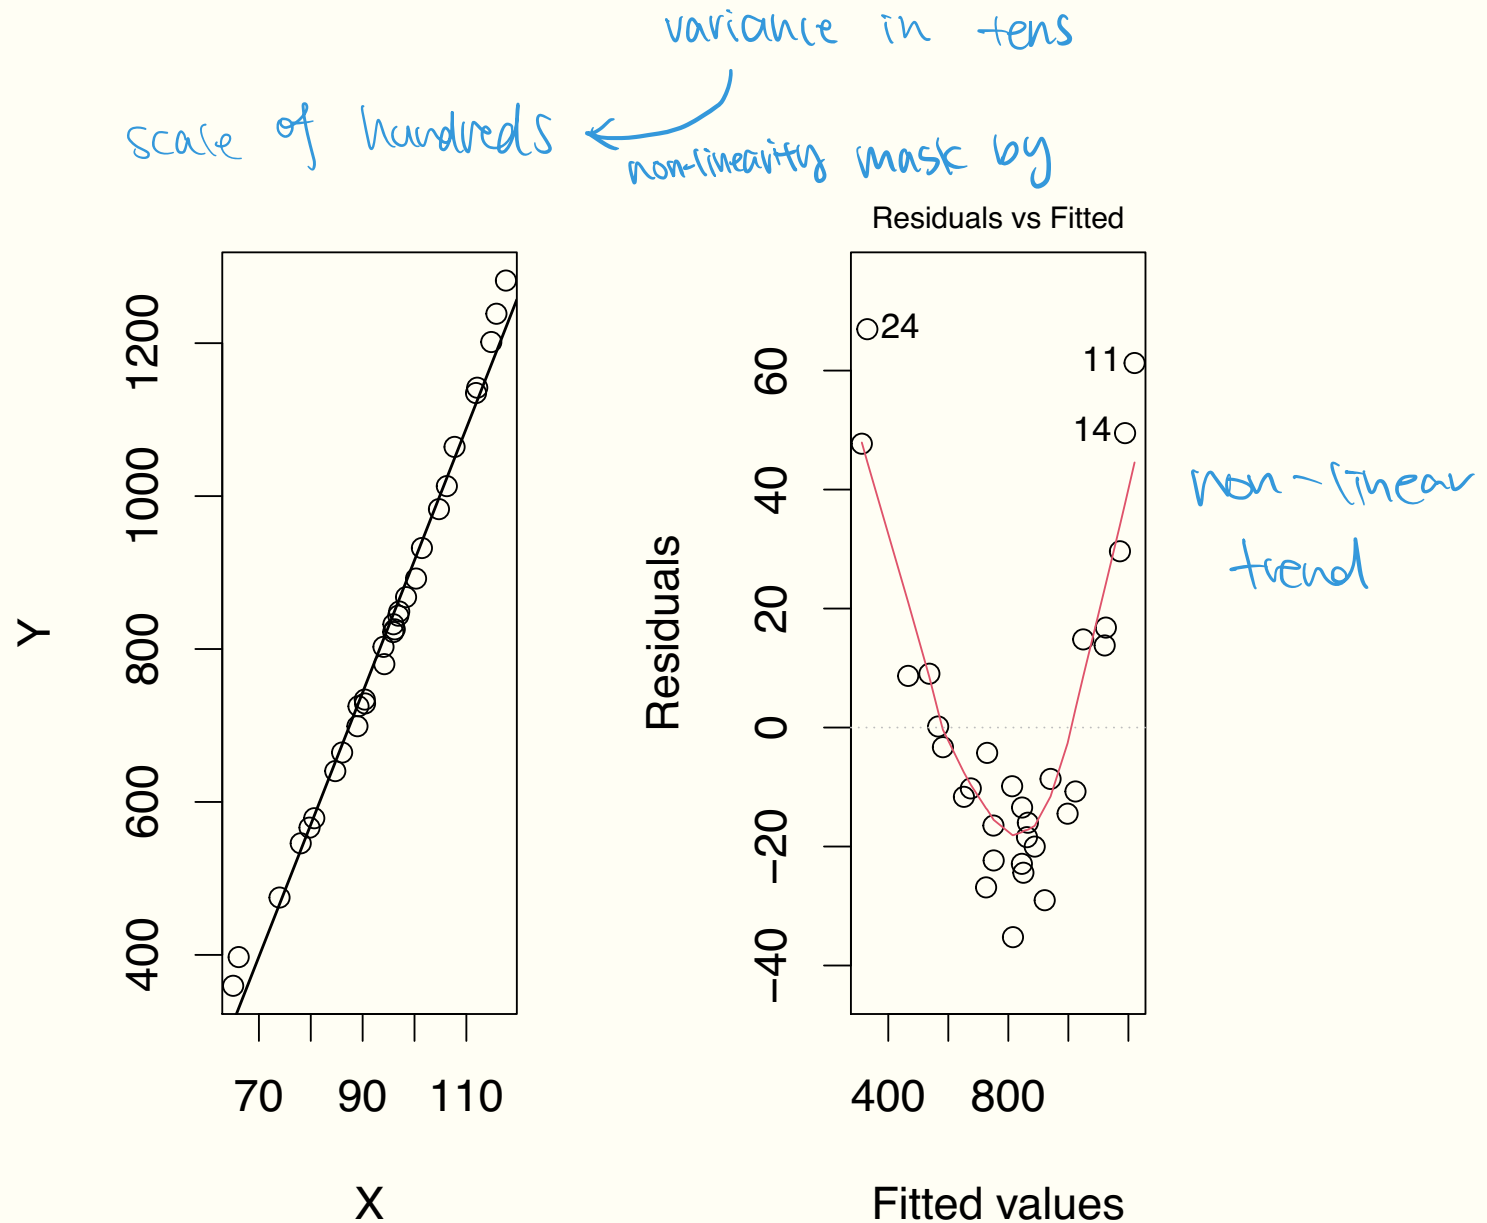 variance in tens
scale of hundreds
non-linearity mask by
Residuals vs Fitted
Y
1200
1000
800
600
400
70 90 110
X
Residuals
60
40
20
0
−20
−40
24
11
14
400 800
Fitted values
non-linear
trend